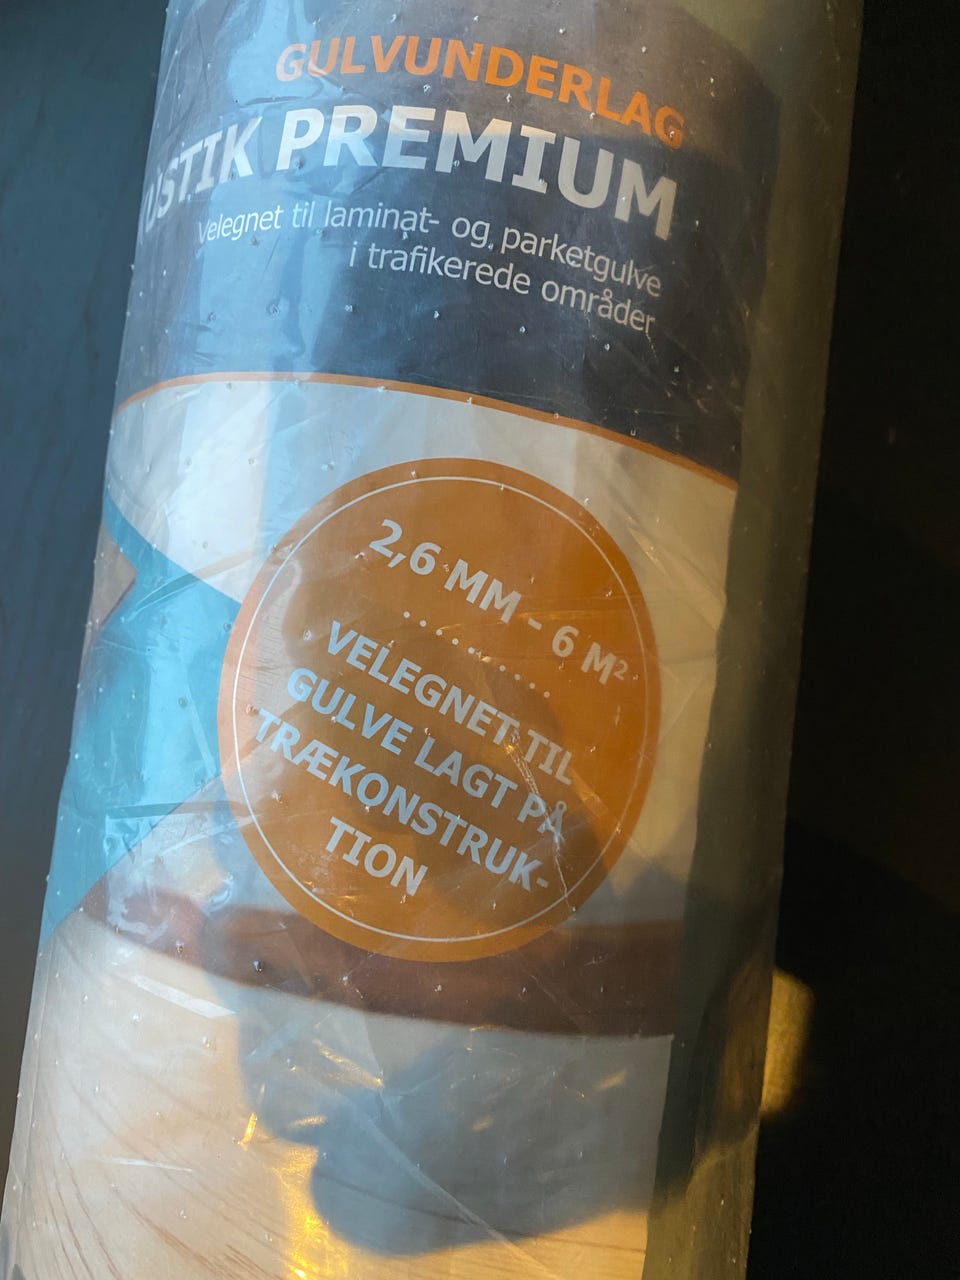 GULVUNDERLAG
PREMIUM
Velegnet til laminat- og parketgulve
i trafikerede områder
2,6 MM - 6 M²
VELEGNET TIL
GULVE LAGT PÅ
TRÆKONSTRUK-
TION